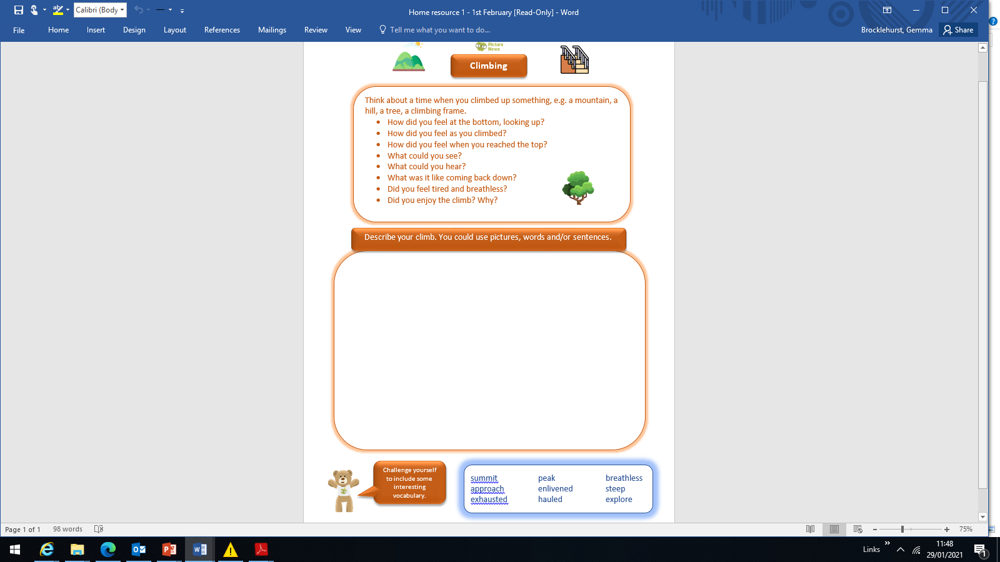 Calibri (Body
Home resource 1 - 1st February [Read-Only] - Word
File Home Insert Design Layout References Mailings Review View Tell me what you want to do... Brocklehurst, Gemma Share
Picture
News
Climbing
Think about a time when you climbed up something, e.g. a mountain, a
hill, a tree, a climbing frame.
• How did you feel at the bottom, looking up?
• How did you feel as you climbed?
• How did you feel when you reached the top?
• What could you see?
• What could you hear?
• What was it like coming back down?
• Did you feel tired and breathless?
• Did you enjoy the climb? Why?
Describe your climb. You could use pictures, words and/or sentences.
Challenge yourself
to include some
interesting
vocabulary.
summit peak breathless
approach enlivened steep
exhausted hauled explore
Page 1 of 1 98 words 75%
Links 11:48
29/01/2021
1